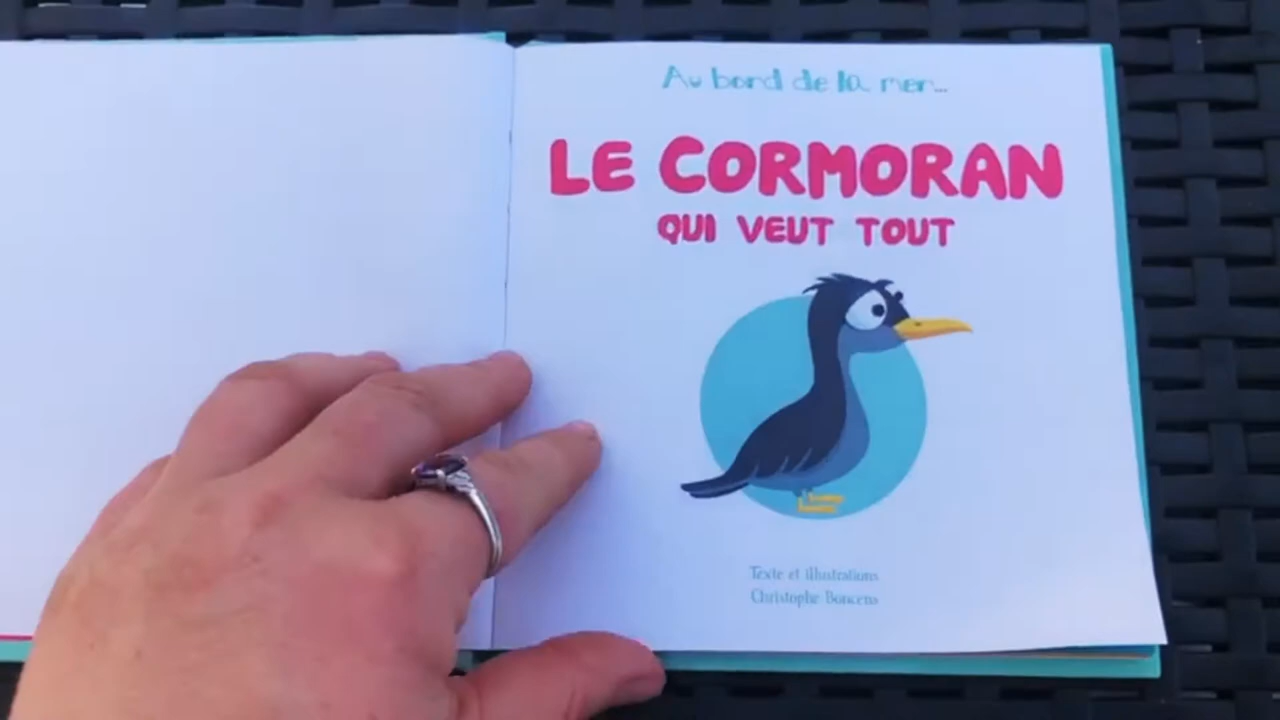 Au bord de la mer...
LE CORMORAN
QUI VEUT TOUT
Texte et illustrations
Christophe Boncens